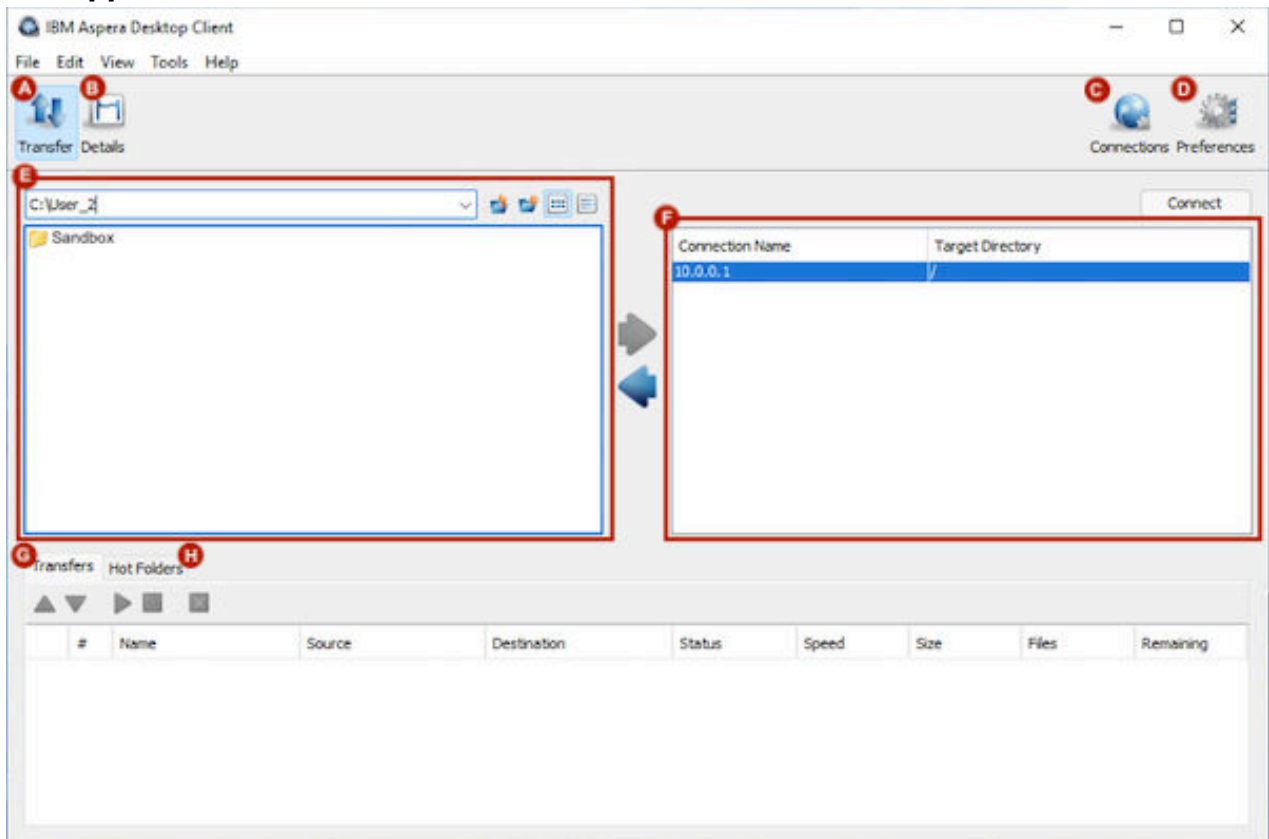 IBM Aspera Desktop Client
File Edit View Tools Help
A B C D
Transfer Details Connections Preferences
E
C:\User_2
Connect
F
Sandbox
Connection Name Target Directory
10.0.0.1 /
G H
Transfers Hot Folders
# Name Source Destination Status Speed Size Files Remaining